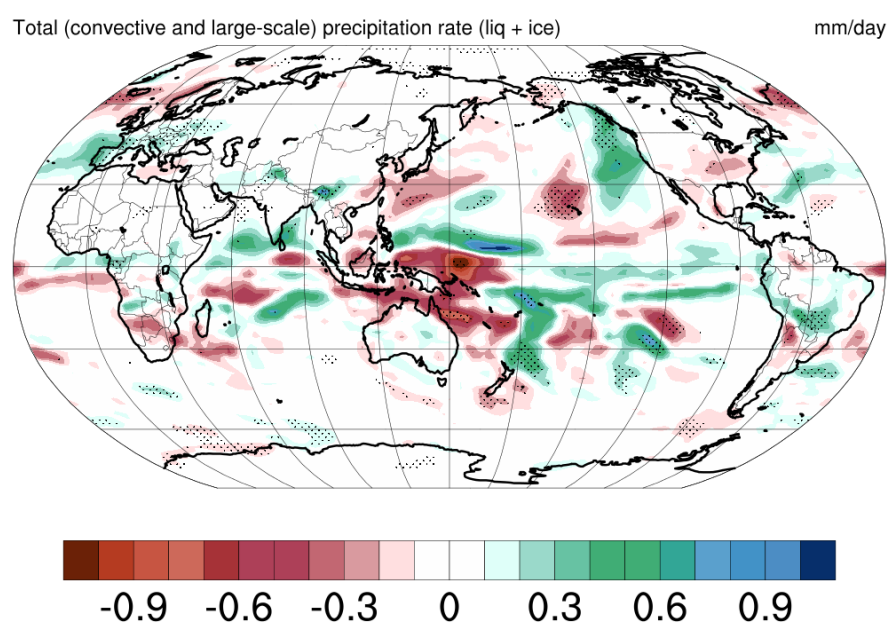 Total (convective and large-scale) precipitation rate (liq + ice) mm/day
-0.9 -0.6 -0.3 0 0.3 0.6 0.9